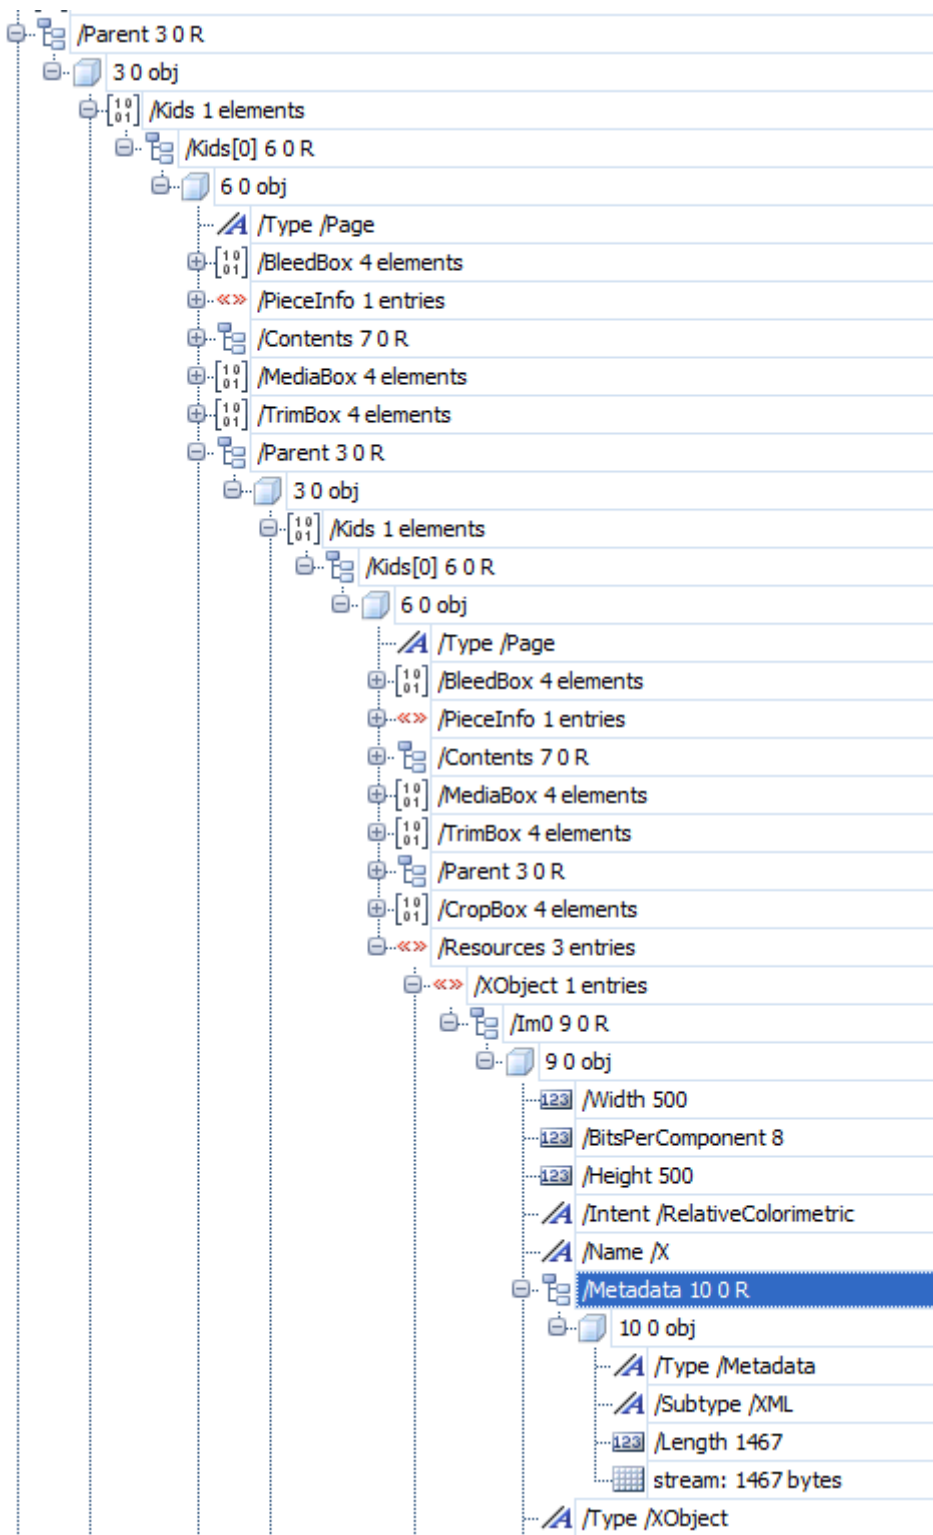 /Parent 3 0 R
3 0 obj
/Kids 1 elements
/Kids[0] 6 0 R
6 0 obj
/Type /Page
/BleedBox 4 elements
/PieceInfo 1 entries
/Contents 7 0 R
/MediaBox 4 elements
/TrimBox 4 elements
/Parent 3 0 R
3 0 obj
/Kids 1 elements
/Kids[0] 6 0 R
6 0 obj
/Type /Page
/BleedBox 4 elements
/PieceInfo 1 entries
/Contents 7 0 R
/MediaBox 4 elements
/TrimBox 4 elements
/Parent 3 0 R
/CropBox 4 elements
/Resources 3 entries
/XObject 1 entries
/Im0 9 0 R
9 0 obj
/Width 500
/BitsPerComponent 8
/Height 500
/Intent /RelativeColorimetric
/Name /X
/Metadata 10 0 R
10 0 obj
/Type /Metadata
/Subtype /XML
/Length 1467
stream: 1467 bytes
/Type /XObject